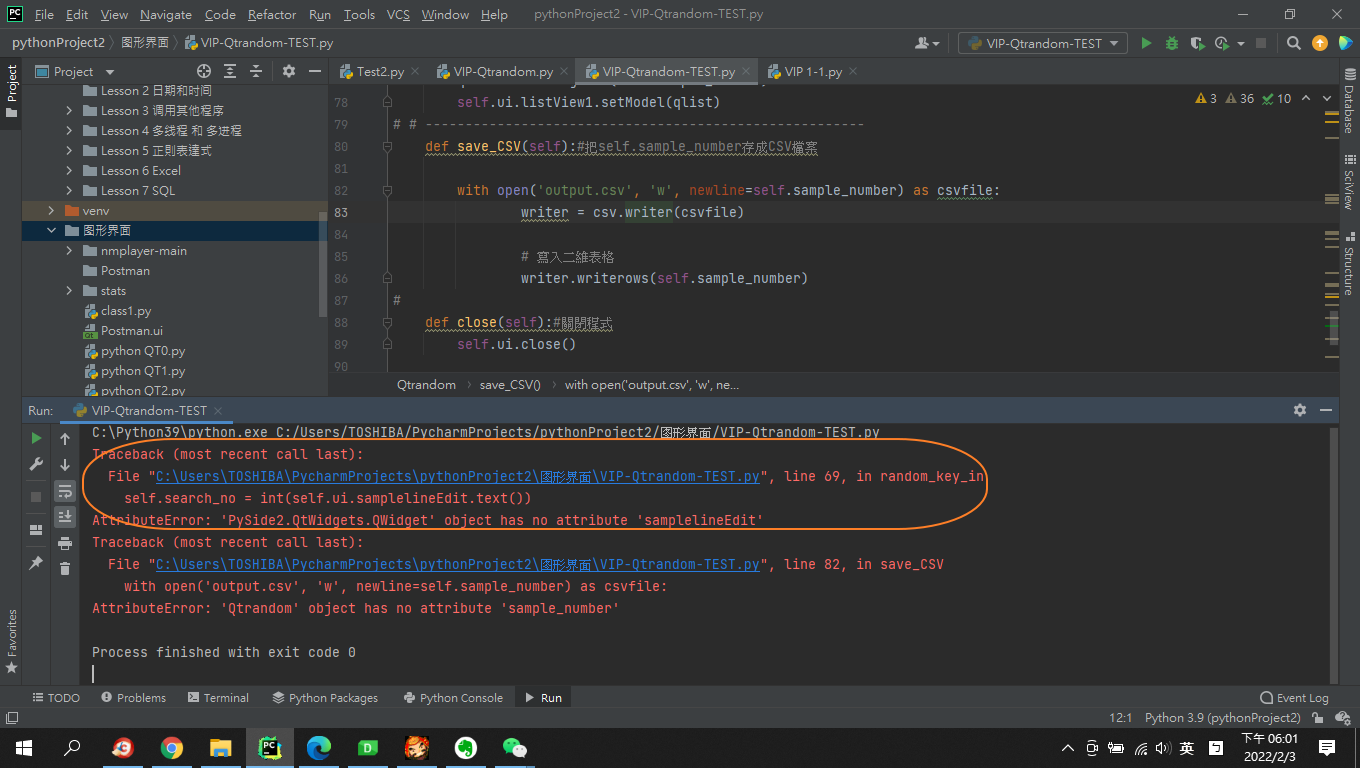 File Edit View Navigate Code Refactor Run Tools VCS Window Help pythonProject2 - VIP-Qtrandom-TEST.py
pythonProject2 图形界面 VIP-Qtrandom-TEST.py VIP-Qtrandom-TEST
Project
Project
Test2.py VIP-Qtrandom.py VIP-Qtrandom-TEST.py VIP 1-1.py
Lesson 2 日期和时间
Lesson 3 调用其他程序
Lesson 4 多线程 和 多进程
Lesson 5 正則表達式
Lesson 6 Excel
Lesson 7 SQL
venv
图形界面
nmplayer-main
Postman
stats
class1.py
Postman.ui
python QT0.py
python QT1.py
python QT2.py
3 36 10
78 self.ui.listView1.setModel(qlist)
79 # # -------------------------------------------------------
80 def save_CSV(self):#把self.sample_number存成CSV檔案
81
82 with open('output.csv', 'w', newline=self.sample_number) as csvfile:
83 writer = csv.writer(csvfile)
84
85 # 寫入二維表格
86 writer.writerows(self.sample_number)
87 #
88 def close(self):#關閉程式
89 self.ui.close()
90
Qtrandom save_CSV() with open('output.csv', 'w', ne...
Database
SciView
Structure
Run: VIP-Qtrandom-TEST
C:\Python39\python.exe C:/Users/TOSHIBA/PycharmProjects/pythonProject2/图形界面/VIP-Qtrandom-TEST.py
Traceback (most recent call last):
File "C:\Users\TOSHIBA\PycharmProjects\pythonProject2\图形界面\VIP-Qtrandom-TEST.py", line 69, in random_key_in
self.search_no = int(self.ui.samplelineEdit.text())
AttributeError: 'PySide2.QtWidgets.QWidget' object has no attribute 'samplelineEdit'
Traceback (most recent call last):
File "C:\Users\TOSHIBA\PycharmProjects\pythonProject2\图形界面\VIP-Qtrandom-TEST.py", line 82, in save_CSV
with open('output.csv', 'w', newline=self.sample_number) as csvfile:
AttributeError: 'Qtrandom' object has no attribute 'sample_number'
Process finished with exit code 0
Favorites
TODO Problems Terminal Python Packages Python Console Run Event Log
12:1 Python 3.9 (pythonProject2)
英 下午 06:01
2022/2/3